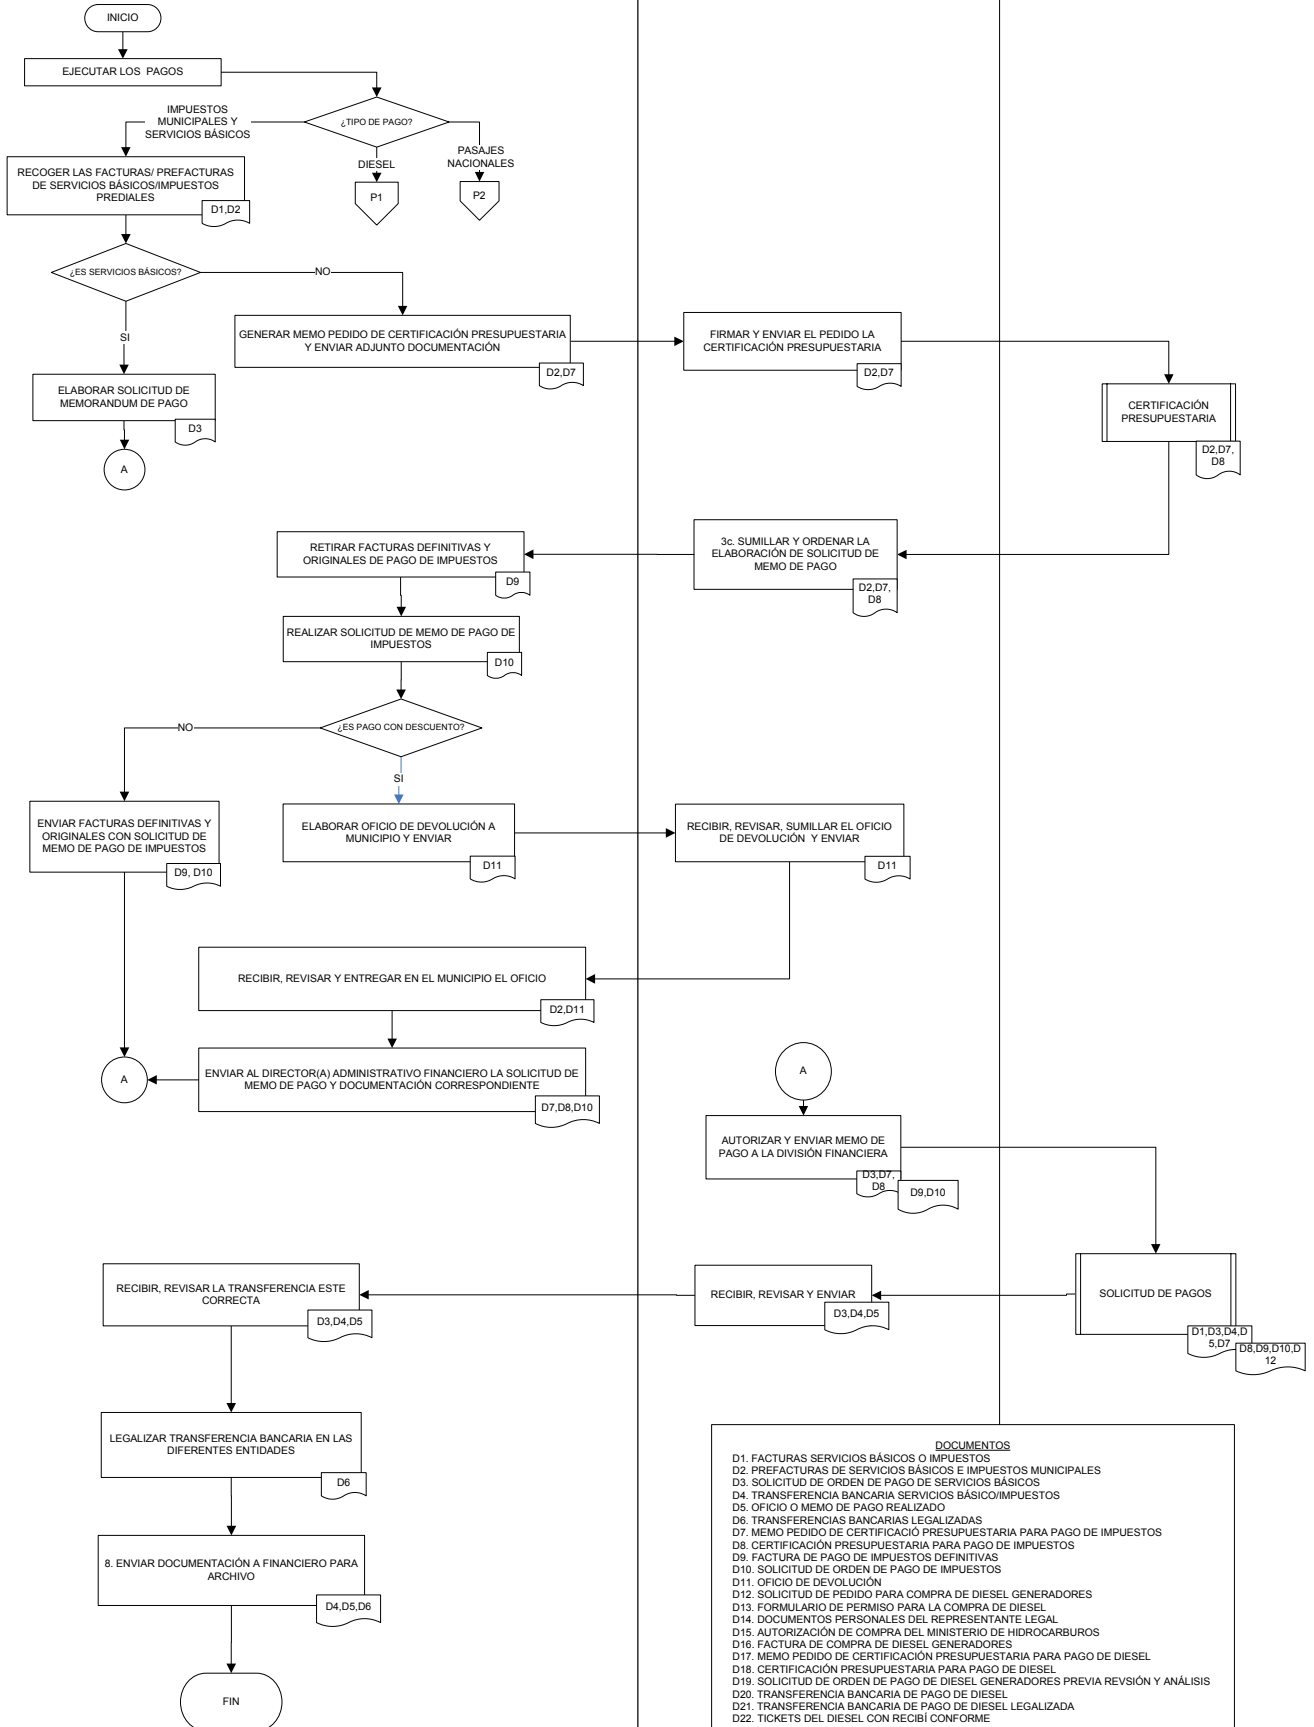 INICIO
EJECUTAR LOS PAGOS
¿TIPO DE PAGO?
IMPUESTOS
MUNICIPALES Y
SERVICIOS BÁSICOS
DIESEL
PASAJES
NACIONALES
P1
P2
RECOGER LAS FACTURAS/ PREFACTURAS
DE SERVICIOS BÁSICOS/IMPUESTOS
PREDIALES
D1,D2
¿ES SERVICIOS BÁSICOS?
NO
SI
GENERAR MEMO PEDIDO DE CERTIFICACIÓN PRESUPUESTARIA
Y ENVIAR ADJUNTO DOCUMENTACIÓN
D2,D7
FIRMAR Y ENVIAR EL PEDIDO LA
CERTIFICACIÓN PRESUPUESTARIA
D2,D7
CERTIFICACIÓN
PRESUPUESTARIA
D2,D7,
D8
ELABORAR SOLICITUD DE
MEMORANDUM DE PAGO
D3
A
3c. SUMILLAR Y ORDENAR LA
ELABORACIÓN DE SOLICITUD DE
MEMO DE PAGO
D2,D7,
D8
RETIRAR FACTURAS DEFINITIVAS Y
ORIGINALES DE PAGO DE IMPUESTOS
D9
REALIZAR SOLICITUD DE MEMO DE PAGO DE
IMPUESTOS
D10
¿ES PAGO CON DESCUENTO?
NO
SI
ENVIAR FACTURAS DEFINITIVAS Y
ORIGINALES CON SOLICITUD DE
MEMO DE PAGO DE IMPUESTOS
D9, D10
ELABORAR OFICIO DE DEVOLUCIÓN A
MUNICIPIO Y ENVIAR
D11
RECIBIR, REVISAR, SUMILLAR EL OFICIO
DE DEVOLUCIÓN Y ENVIAR
D11
RECIBIR, REVISAR Y ENTREGAR EN EL MUNICIPIO EL OFICIO
D2,D11
ENVIAR AL DIRECTOR(A) ADMINISTRATIVO FINANCIERO LA SOLICITUD DE
MEMO DE PAGO Y DOCUMENTACIÓN CORRESPONDIENTE
D7,D8,D10
A
A
AUTORIZAR Y ENVIAR MEMO DE
PAGO A LA DIVISIÓN FINANCIERA
D3,D7,
D8
D9,D10
SOLICITUD DE PAGOS
D1,D3,D4,D
5,D7
D8,D9,D10,D
12
RECIBIR, REVISAR Y ENVIAR
D3,D4,D5
RECIBIR, REVISAR LA TRANSFERENCIA ESTE
CORRECTA
D3,D4,D5
LEGALIZAR TRANSFERENCIA BANCARIA EN LAS
DIFERENTES ENTIDADES
D6
8. ENVIAR DOCUMENTACIÓN A FINANCIERO PARA
ARCHIVO
D4,D5,D6
FIN
DOCUMENTOS
D1. FACTURAS SERVICIOS BÁSICOS O IMPUESTOS
D2. PREFACTURAS DE SERVICIOS BÁSICOS E IMPUESTOS MUNICIPALES
D3. SOLICITUD DE ORDEN DE PAGO DE SERVICIOS BÁSICOS
D4. TRANSFERENCIA BANCARIA SERVICIOS BÁSICO/IMPUESTOS
D5. OFICIO O MEMO DE PAGO REALIZADO
D6. TRANSFERENCIAS BANCARIAS LEGALIZADAS
D7. MEMO PEDIDO DE CERTIFICACIÓ PRESUPUESTARIA PARA PAGO DE IMPUESTOS
D8. CERTIFICACIÓN PRESUPUESTARIA PARA PAGO DE IMPUESTOS
D9. FACTURA DE PAGO DE IMPUESTOS DEFINITIVAS
D10. SOLICITUD DE ORDEN DE PAGO DE IMPUESTOS
D11. OFICIO DE DEVOLUCIÓN
D12. SOLICITUD DE PEDIDO PARA COMPRA DE DIESEL GENERADORES
D13. FORMULARIO DE PERMISO PARA LA COMPRA DE DIESEL
D14. DOCUMENTOS PERSONALES DEL REPRESENTANTE LEGAL
D15. AUTORIZACIÓN DE COMPRA DEL MINISTERIO DE HIDROCARBUROS
D16. FACTURA DE COMPRA DE DIESEL GENERADORES
D17. MEMO PEDIDO DE CERTIFICACIÓN PRESUPUESTARIA PARA PAGO DE DIESEL
D18. CERTIFICACIÓN PRESUPUESTARIA PARA PAGO DE DIESEL
D19. SOLICITUD DE ORDEN DE PAGO DE DIESEL GENERADORES PREVIA REVSIÓN Y ANÁLISIS
D20. TRANSFERENCIA BANCARIA DE PAGO DE DIESEL
D21. TRANSFERENCIA BANCARIA DE PAGO DE DIESEL LEGALIZADA
D22. TICKETS DEL DIESEL CON RECIBÍ CONFORME